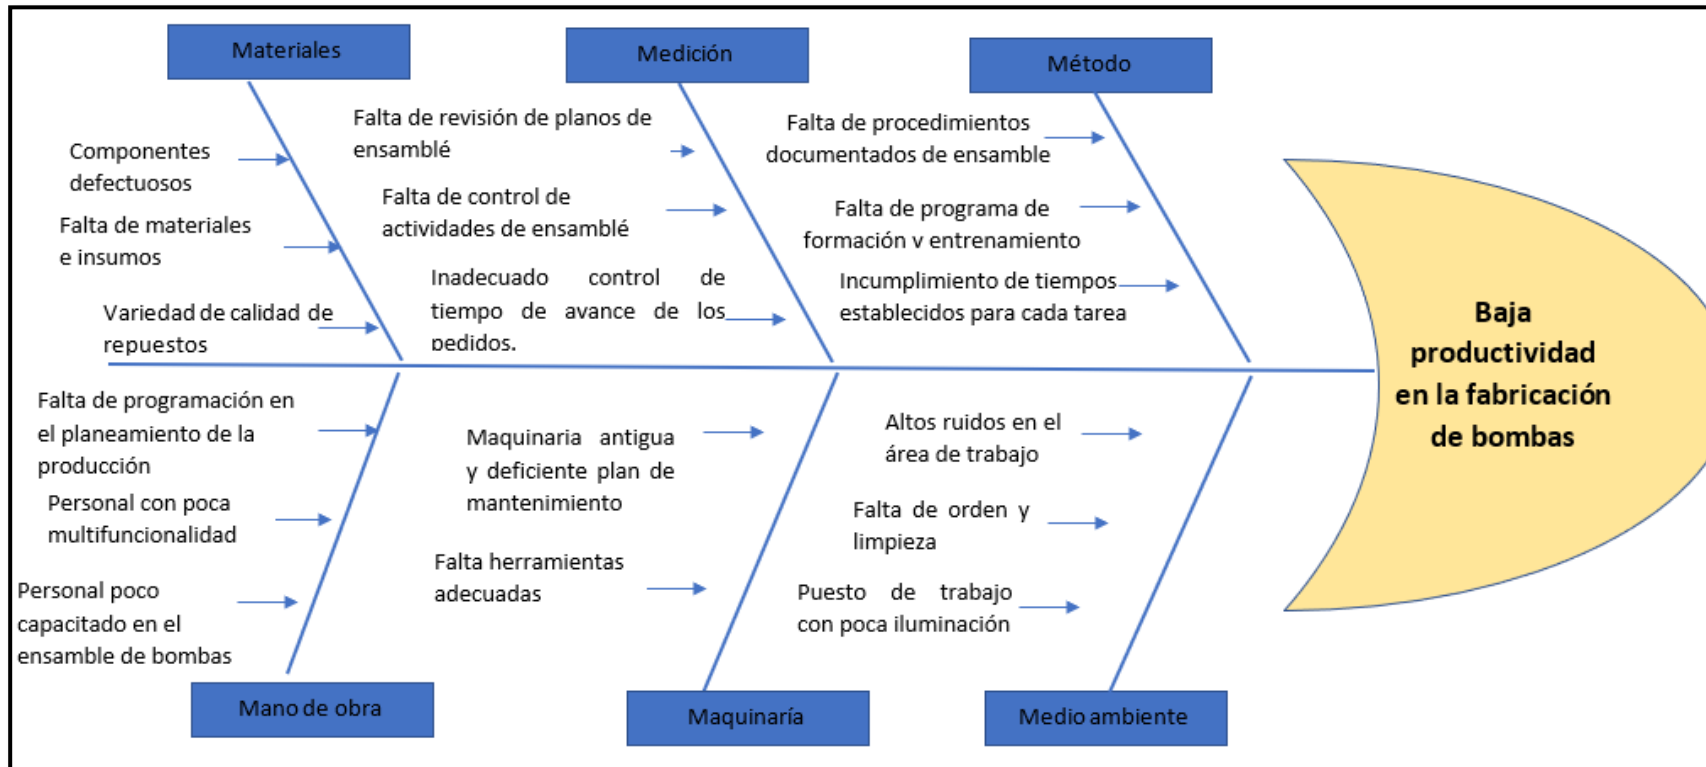 Materiales
Medición
Método
Componentes
defectuosos
Falta de materiales
e insumos
Variedad de calidad de
repuestos
Falta de revisión de planos de
ensamblé
Falta de control de
actividades de ensamblé
Inadecuado control de
tiempo de avance de los
pedidos.
Falta de procedimientos
documentados de ensamble
Falta de programa de
formación v entrenamiento
Incumplimiento de tiempos
establecidos para cada tarea
Baja
productividad
en la fabricación
de bombas
Falta de programación en
el planeamiento de la
producción
Personal con poca
multifuncionalidad
Personal poco
capacitado en el
ensamble de bombas
Maquinaria antigua
y deficiente plan de
mantenimiento
Falta herramientas
adecuadas
Altos ruidos en el
área de trabajo
Falta de orden y
limpieza
Puesto de trabajo
con poca iluminación
Mano de obra
Maquinaría
Medio ambiente